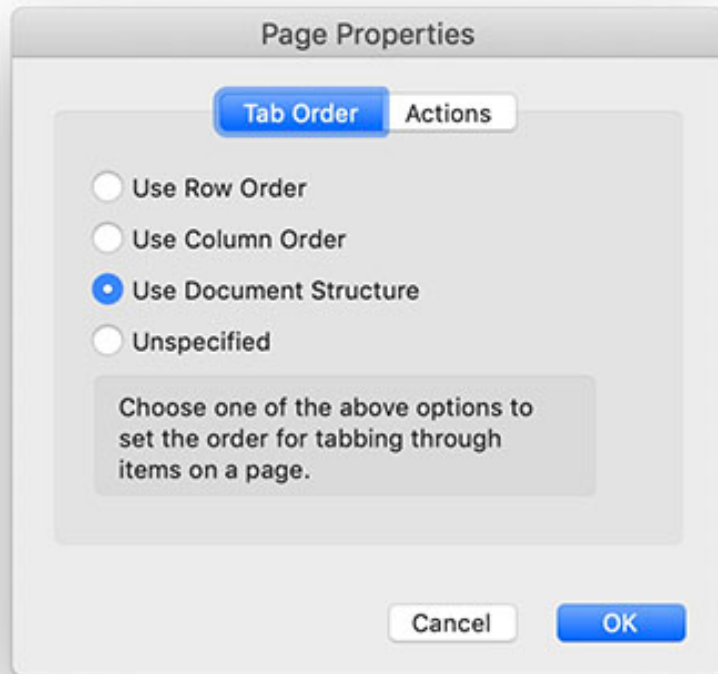 Page Properties
Tab Order Actions
Use Row Order
Use Column Order
Use Document Structure
Unspecified
Choose one of the above options to
set the order for tabbing through
items on a page.
Cancel OK